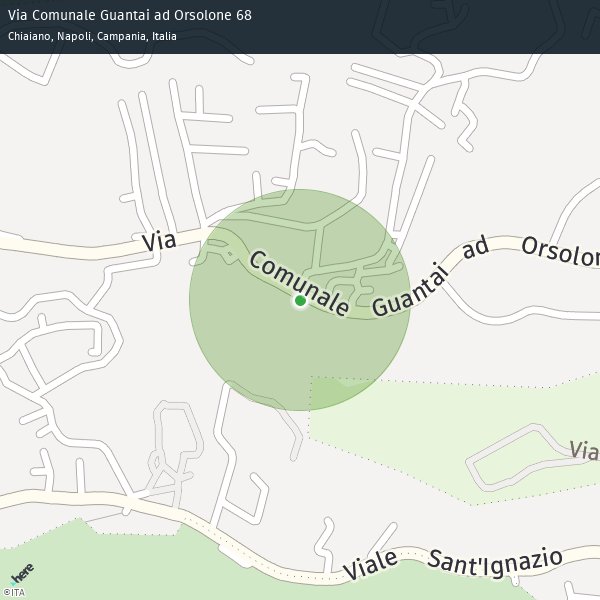 Via Comunale Guantai ad Orsolone 68
Chiaiano, Napoli, Campania, Italia
Via Comunale Guantai ad Orsolon
Via
Viale Sant'Ignazio
here
©ITA